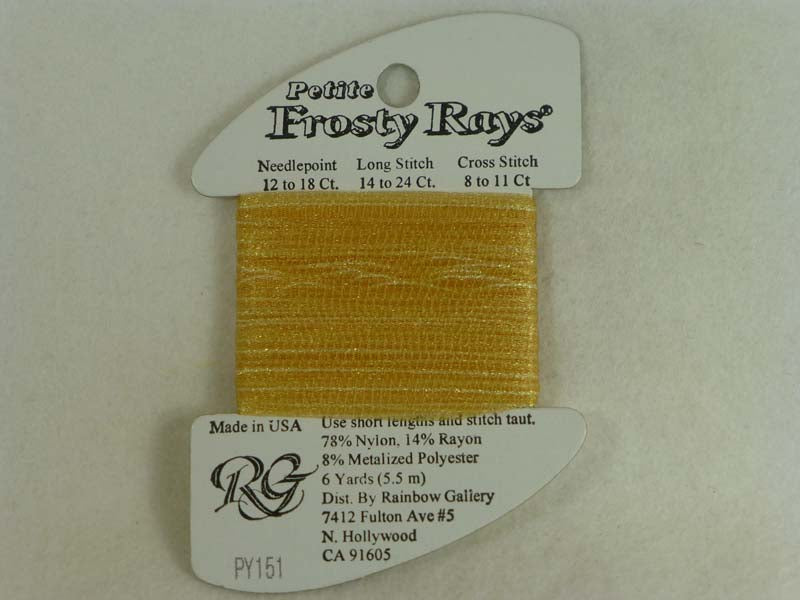 Petite
Frosty Rays®
Needlepoint Long Stitch Cross Stitch
12 to 18 Ct. 14 to 24 Ct. 8 to 11 Ct
Made in USA
Use short lengths and stitch taut.
78% Nylon, 14% Rayon
8% Metalized Polyester
6 Yards (5.5 m)
Dist. By Rainbow Gallery
7412 Fulton Ave #5
N. Hollywood
CA 91605
RG
PY151